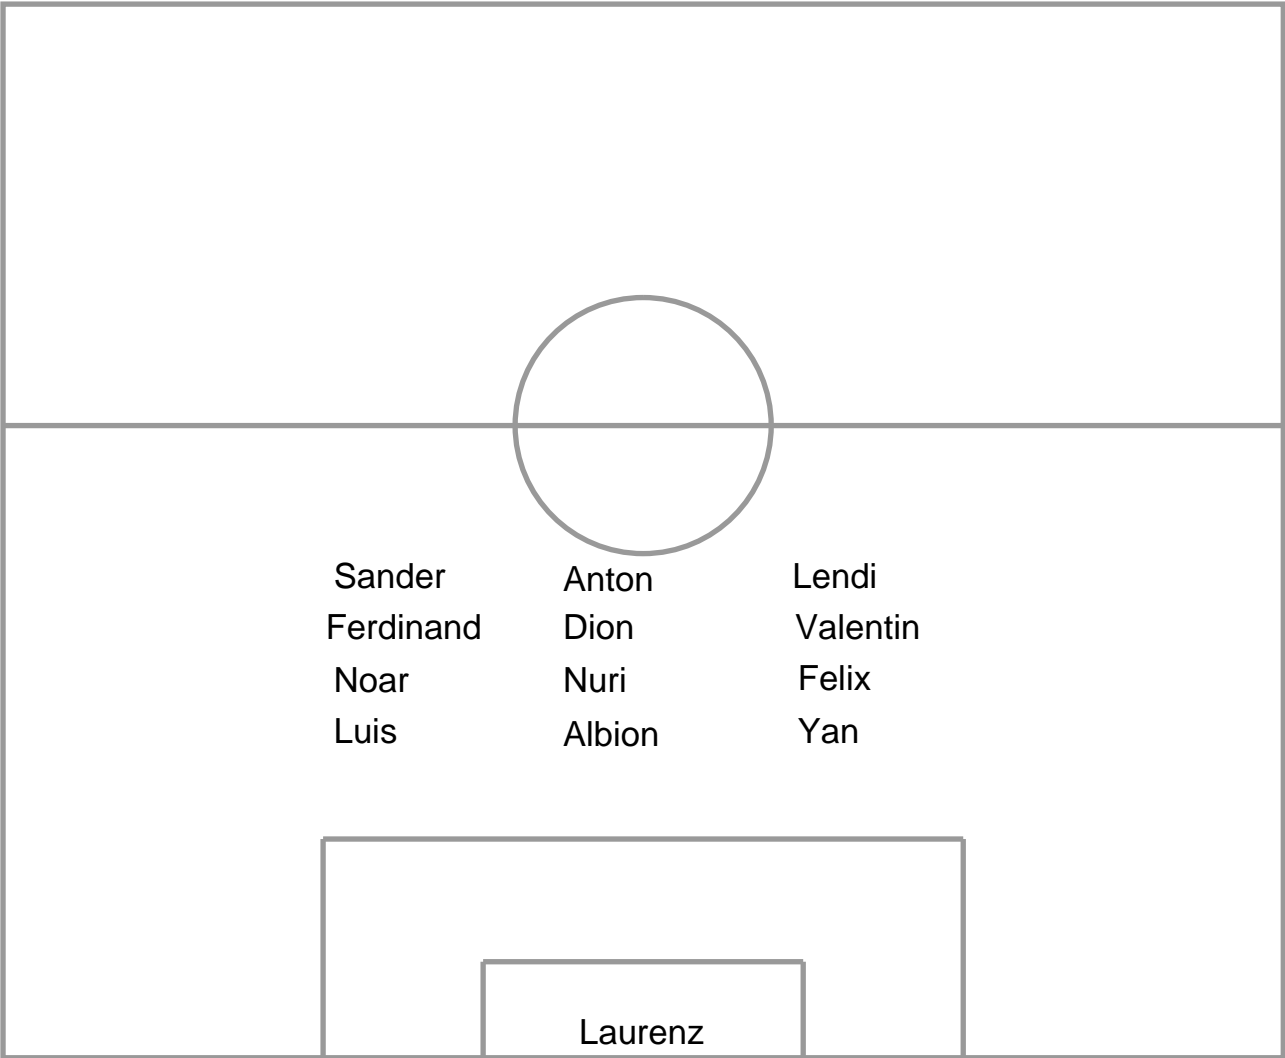 Sander Anton Lendi
Ferdinand Dion Valentin
Noar Nuri Felix
Luis Albion Yan
Laurenz